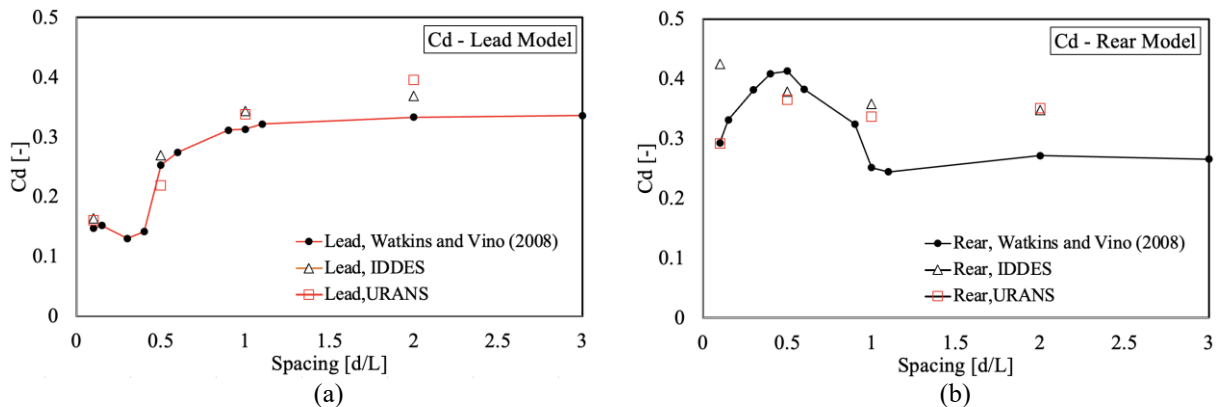 0.5
0.4
0.3
0.2
0.1
0
Cd [-]
Cd - Lead Model
Lead, Watkins and Vino (2008)
Lead, IDDES
Lead,URANS
0 0.5 1 1.5 2 2.5 3
Spacing [d/L]
(a)
0.5
0.4
0.3
0.2
0.1
0
Cd [-]
Cd - Rear Model
Rear, Watkins and Vino (2008)
Rear, IDDES
Rear,URANS
0 0.5 1 1.5 2 2.5 3
Spacing [d/L]
(b)